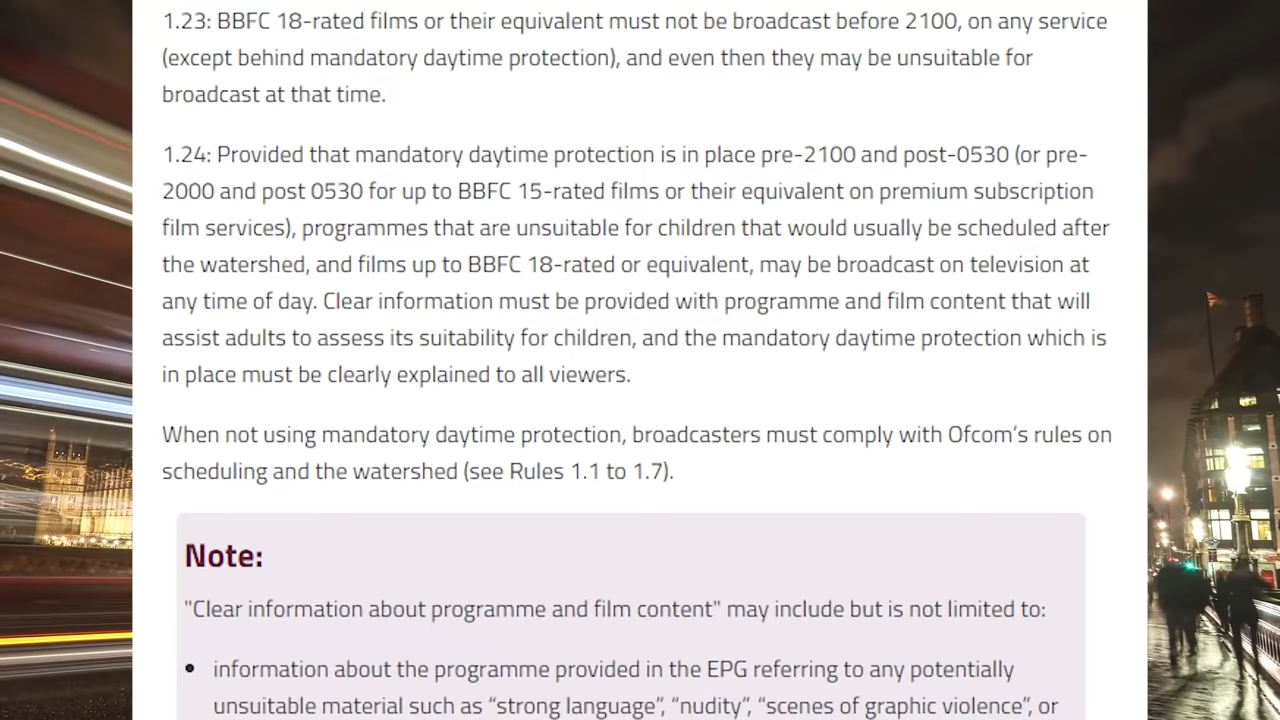 1.23: BBFC 18-rated films or their equivalent must not be broadcast before 2100, on any service
(except behind mandatory daytime protection), and even then they may be unsuitable for
broadcast at that time.
1.24: Provided that mandatory daytime protection is in place pre-2100 and post-0530 (or pre-
2000 and post 0530 for up to BBFC 15-rated films or their equivalent on premium subscription
film services), programmes that are unsuitable for children that would usually be scheduled after
the watershed, and films up to BBFC 18-rated or equivalent, may be broadcast on television at
any time of day. Clear information must be provided with programme and film content that will
assist adults to assess its suitability for children, and the mandatory daytime protection which is
in place must be clearly explained to all viewers.
When not using mandatory daytime protection, broadcasters must comply with Ofcom’s rules on
scheduling and the watershed (see Rules 1.1 to 1.7).
Note:
"Clear information about programme and film content" may include but is not limited to:
• information about the programme provided in the EPG referring to any potentially
unsuitable material such as “strong language”, “nudity”, “scenes of graphic violence”, or